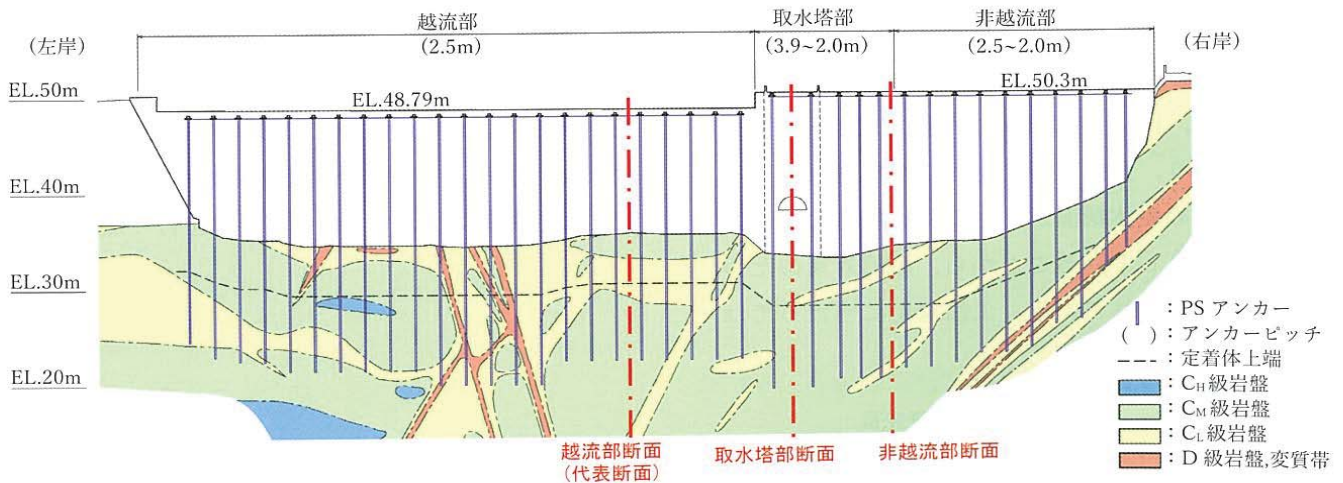 越流部
(2.5m)
取水塔部
(3.9~2.0m)
非越流部
(2.5~2.0m)
(左岸)
(右岸)
EL.50m
EL.48.79m
EL.50.3m
EL.40m
EL.30m
EL.20m
越流部断面
(代表断面)
取水塔部断面
非越流部断面
：PS アンカー
( )：アンカーピッチ
：定着体上端
：CH級岩盤
：CM級岩盤
：CL級岩盤
：D 級岩盤,変質帯